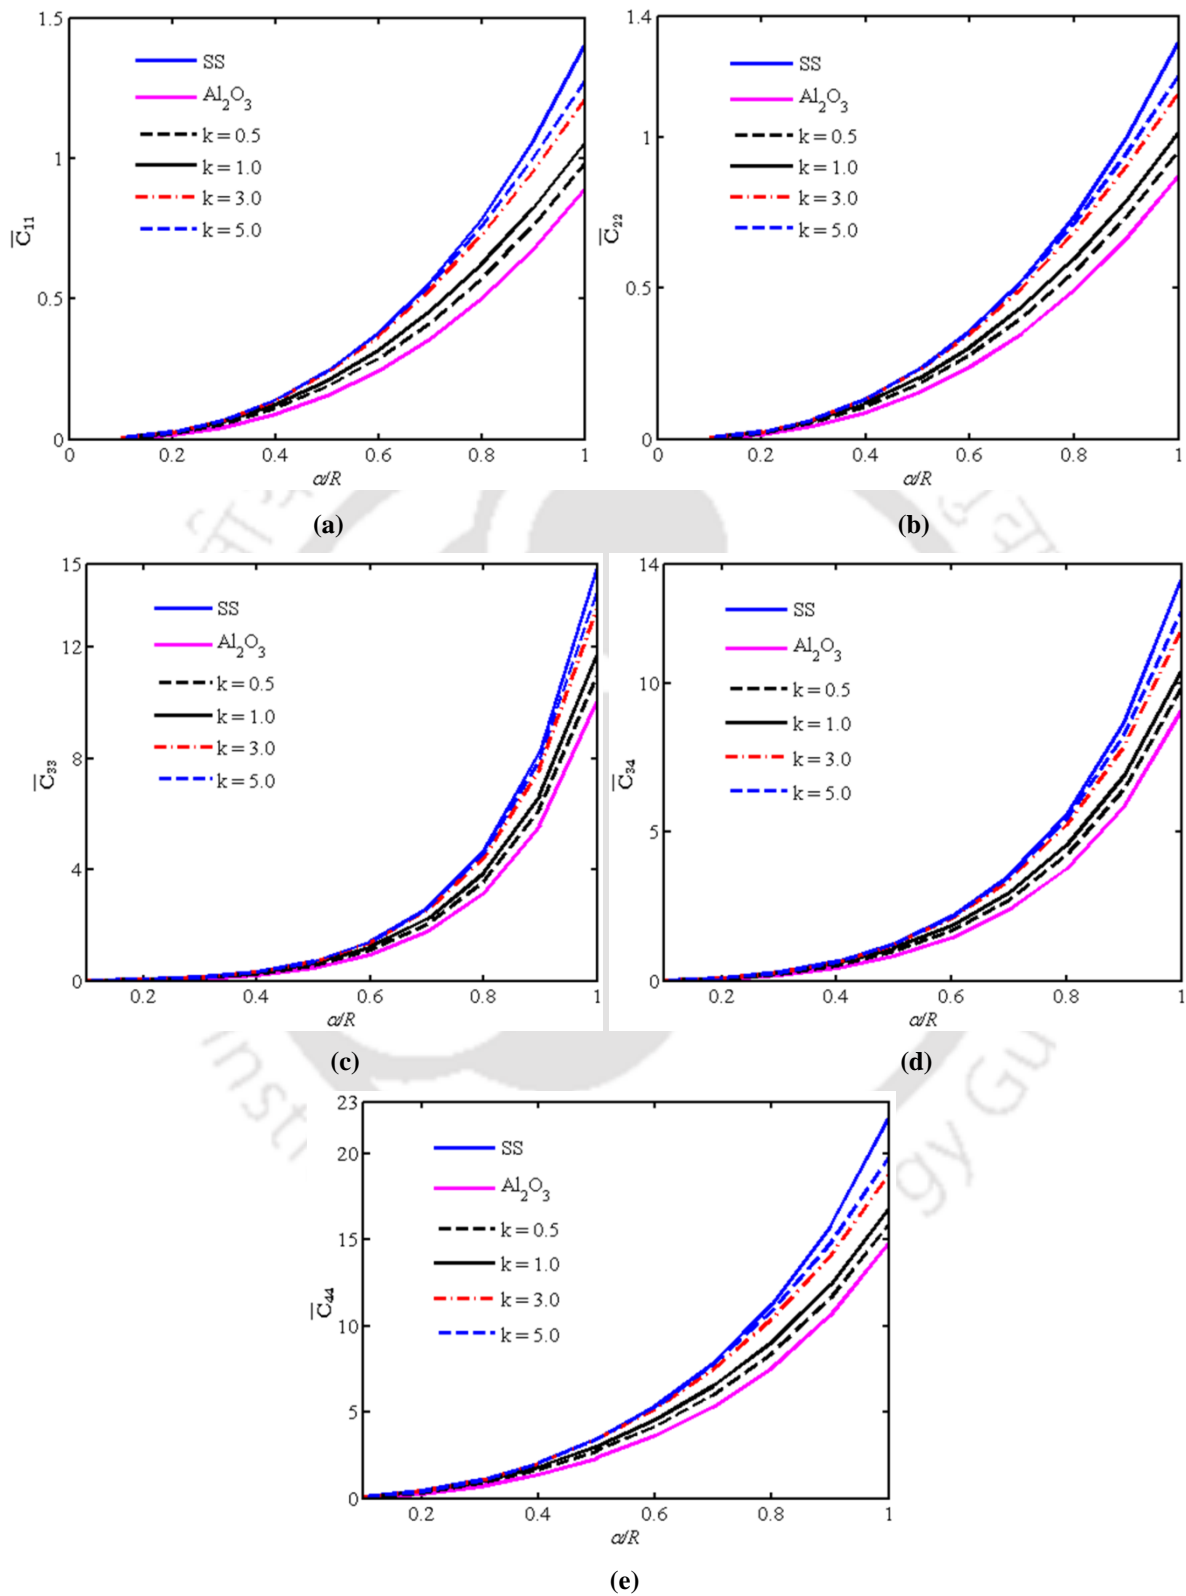 1.5
1
0.5
0
C̅₁₁
SS
Al₂O₃
k = 0.5
k = 1.0
k = 3.0
k = 5.0
0 0.2 0.4 0.6 0.8 1
α/R
(a)
1.4
1
0.5
0
C̅₂₂
SS
Al₂O₃
k = 0.5
k = 1.0
k = 3.0
k = 5.0
0 0.2 0.4 0.6 0.8 1
α/R
(b)
15
12
8
4
0
C̅₃₃
SS
Al₂O₃
k = 0.5
k = 1.0
k = 3.0
k = 5.0
0.2 0.4 0.6 0.8 1
α/R
(c)
14
10
5
0
C̅₃₄
SS
Al₂O₃
k = 0.5
k = 1.0
k = 3.0
k = 5.0
0.2 0.4 0.6 0.8 1
α/R
(d)
23
20
15
10
5
0
C̅₄₄
SS
Al₂O₃
k = 0.5
k = 1.0
k = 3.0
k = 5.0
0.2 0.4 0.6 0.8 1
α/R
(e)